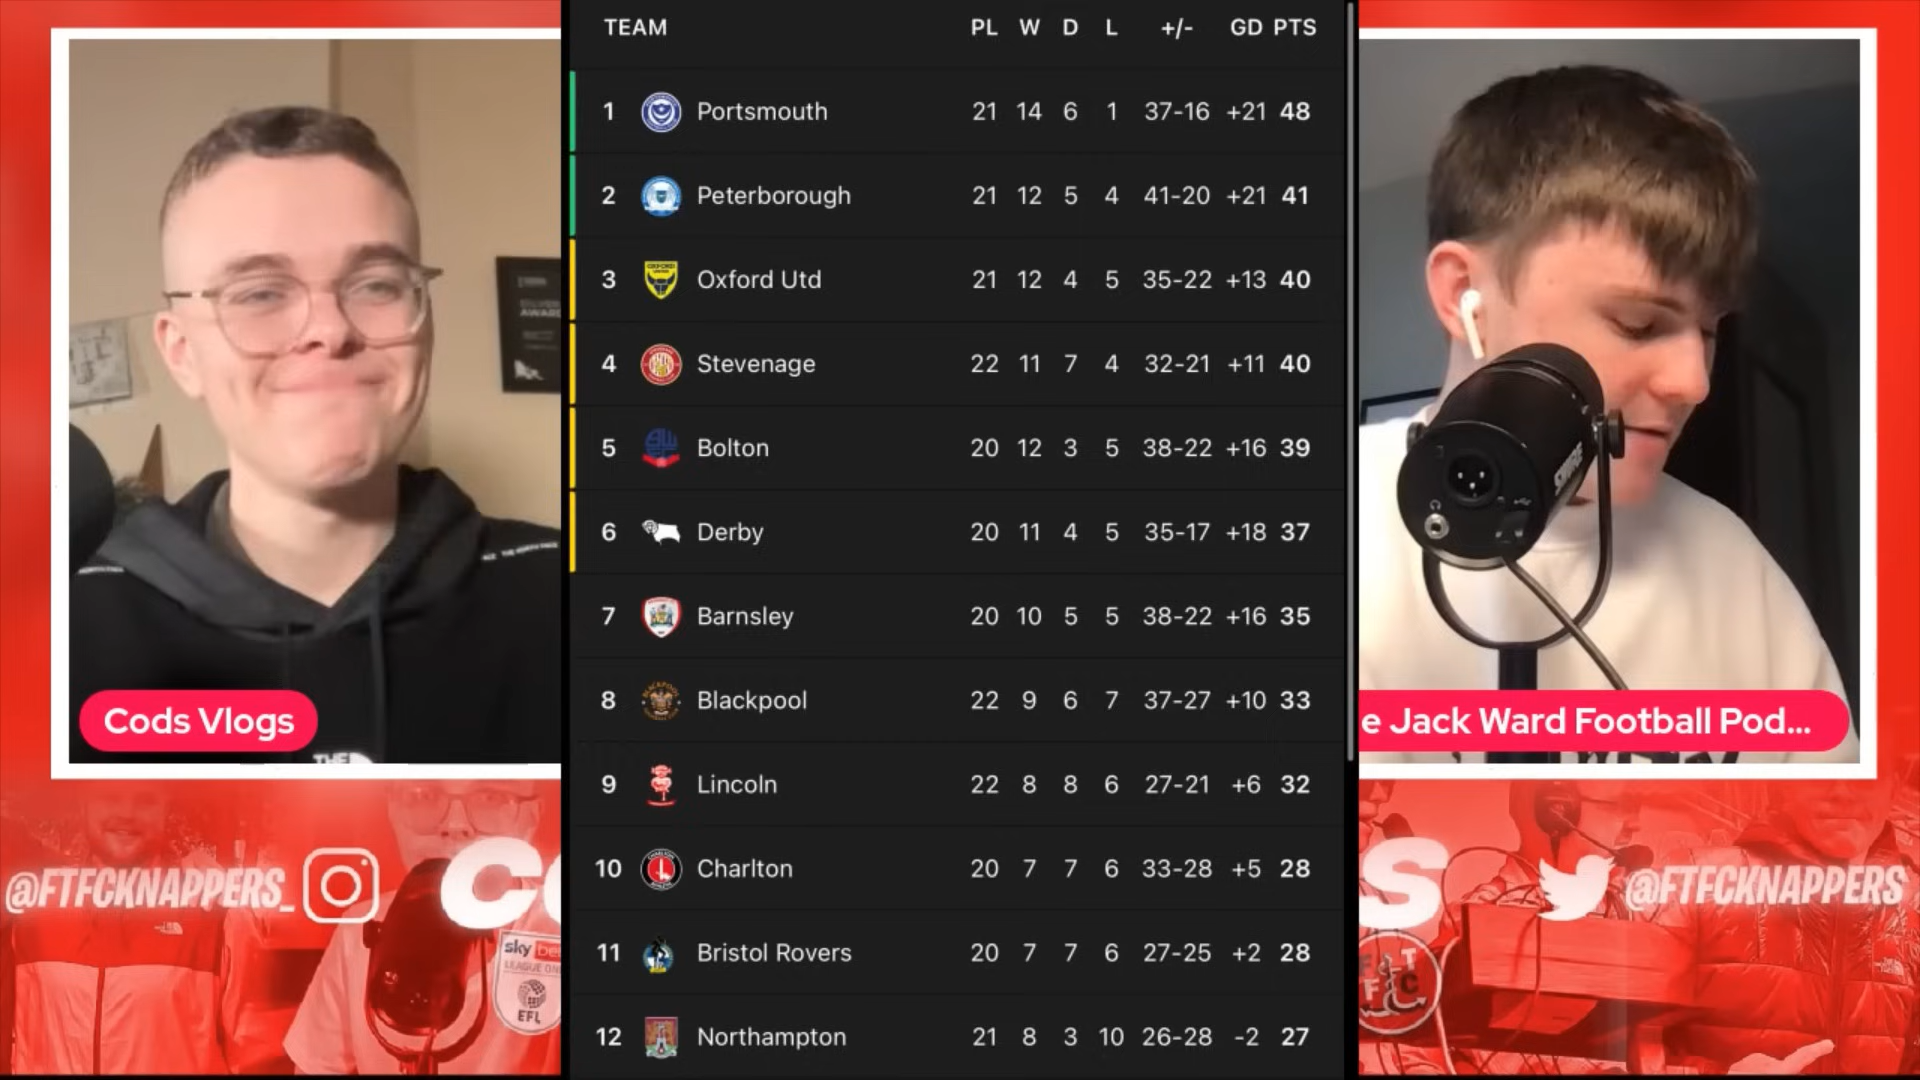 TEAM PL W D L +/- GD PTS
1 Portsmouth 21 14 6 1 37-16 +21 48
2 Peterborough 21 12 5 4 41-20 +21 41
3 Oxford Utd 21 12 4 5 35-22 +13 40
4 Stevenage 22 11 7 4 32-21 +11 40
5 Bolton 20 12 3 5 38-22 +16 39
6 Derby 20 11 4 5 35-17 +18 37
7 Barnsley 20 10 5 5 38-22 +16 35
8 Blackpool 22 9 6 7 37-27 +10 33
9 Lincoln 22 8 8 6 27-21 +6 32
10 Charlton 20 7 7 6 33-28 +5 28
11 Bristol Rovers 20 7 7 6 27-25 +2 28
12 Northampton 21 8 3 10 26-28 -2 27
Cods Vlogs
e Jack Ward Football Pod...
@FTFCKNAPPERS_
@FTFCKNAPPERS
sky bet
LEAGUE ONE
EFL
SHURE
THE